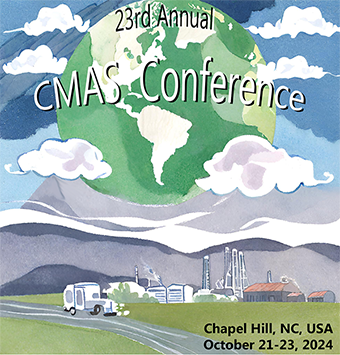 23rd Annual
CMAS Conference
Chapel Hill, NC, USA
October 21-23, 2024